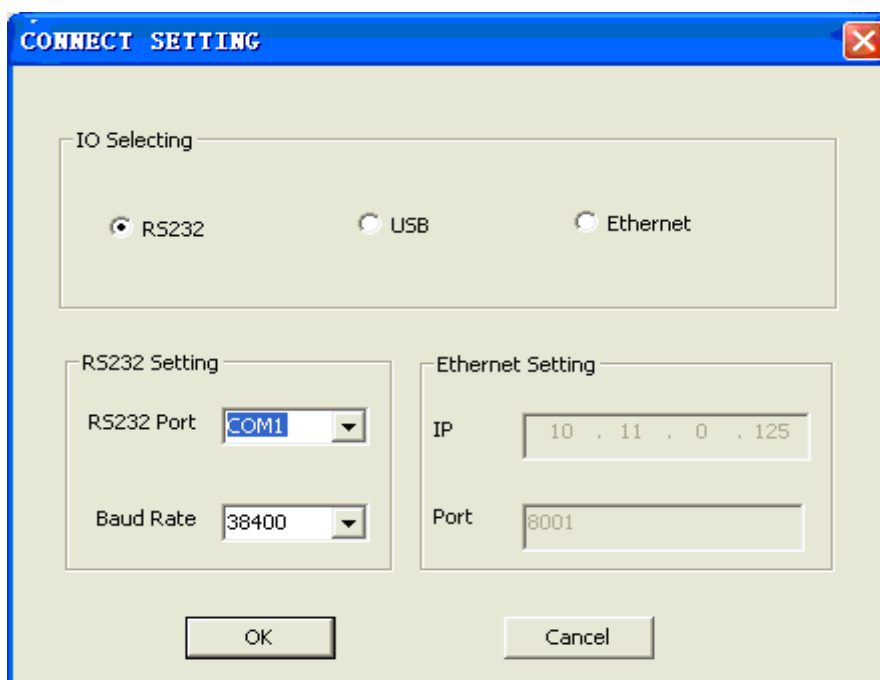 CONNECT SETTING
IO Selecting
RS232 USB Ethernet
RS232 Setting
RS232 Port COM1
Baud Rate 38400
Ethernet Setting
IP 10 . 11 . 0 . 125
Port 8001
OK Cancel